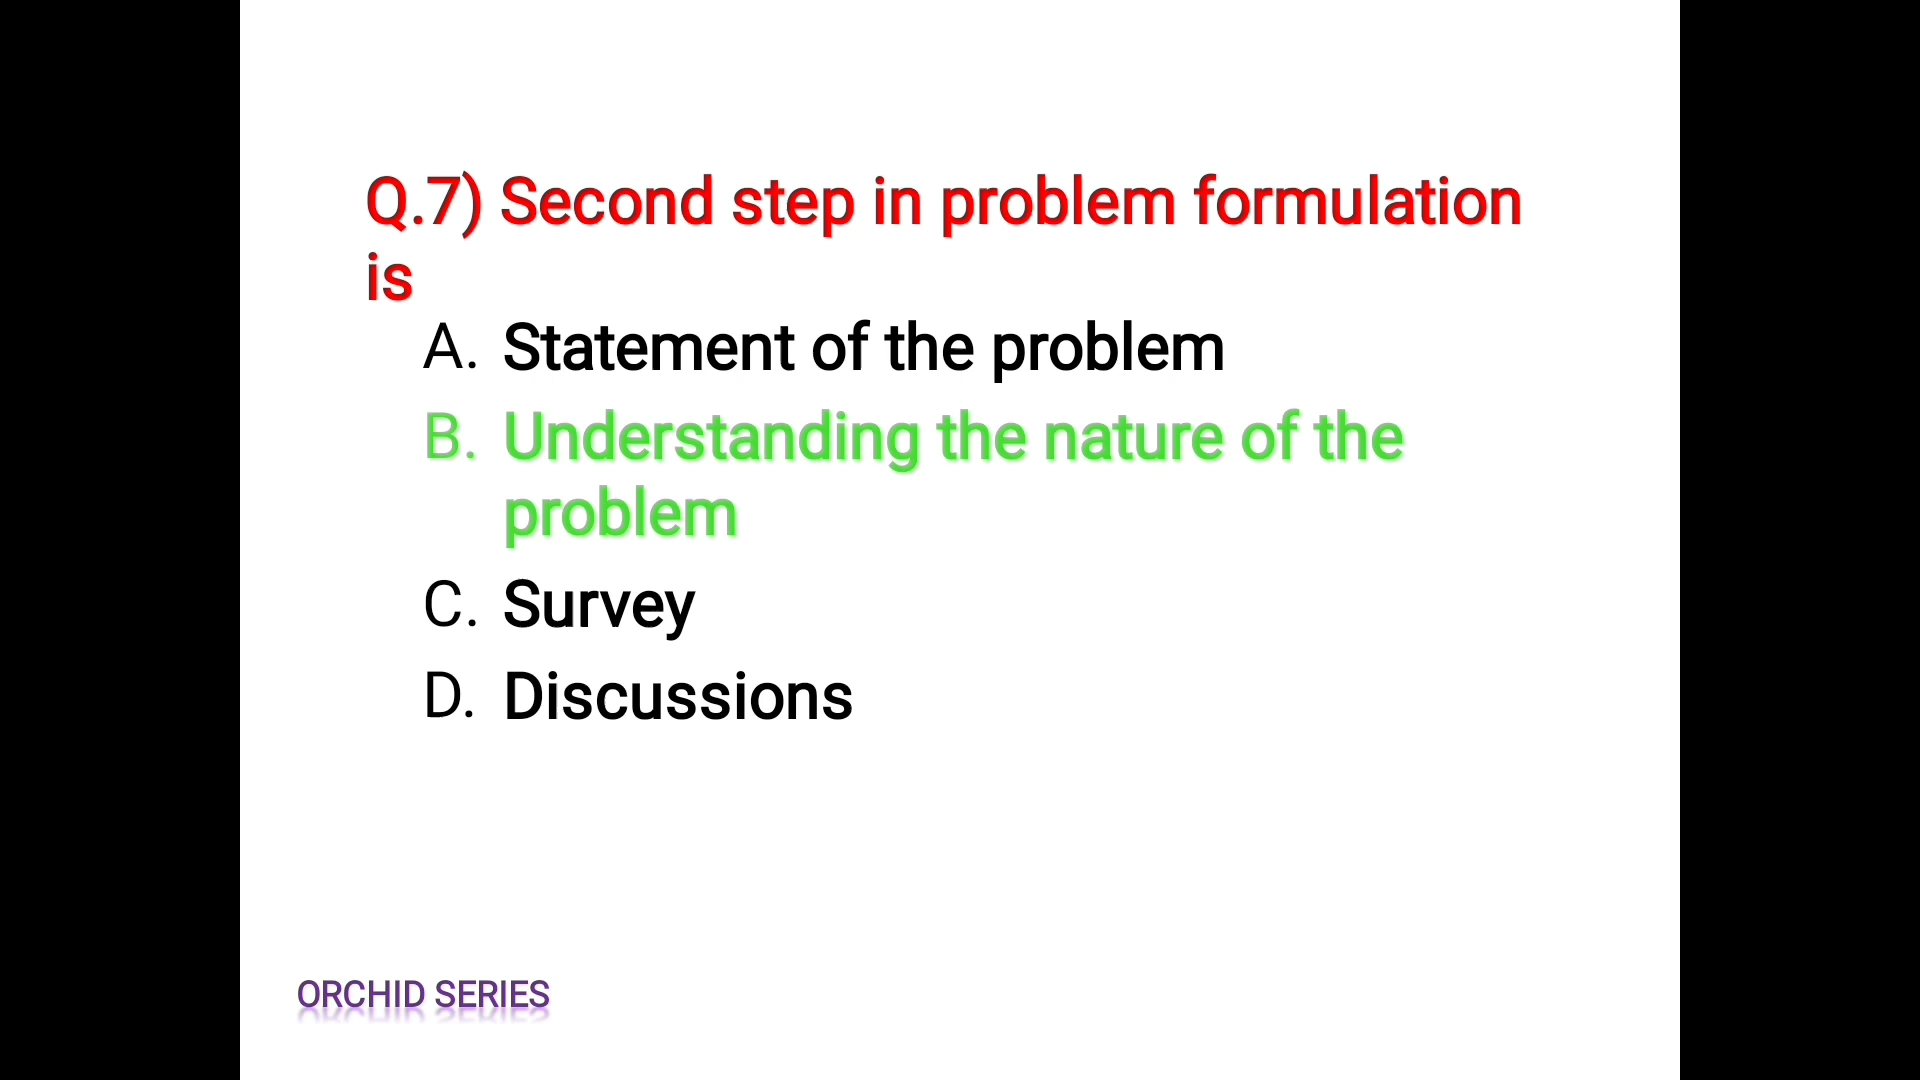 Q.7) Second step in problem formulation
is
A. Statement of the problem
B. Understanding the nature of the
problem
C. Survey
D. Discussions
ORCHID SERIES